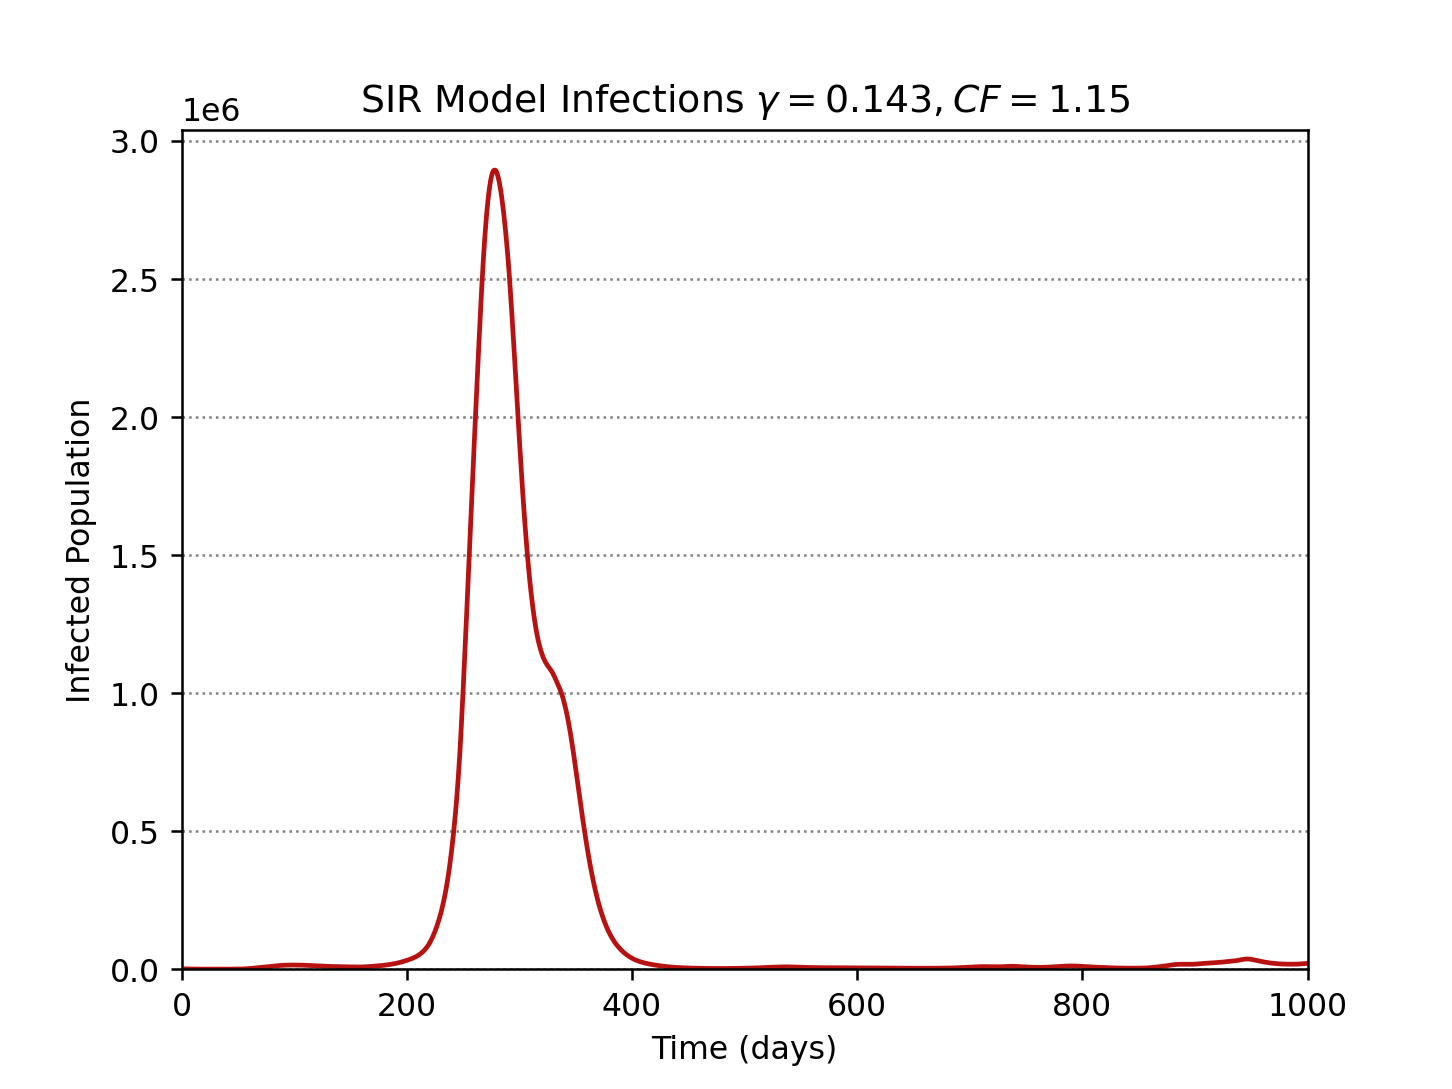 SIR Model Infections γ = 0.143, CF = 1.15
1e6
3.0
2.5
2.0
1.5
1.0
0.5
0.0
Infected Population
0 200 400 600 800 1000
Time (days)